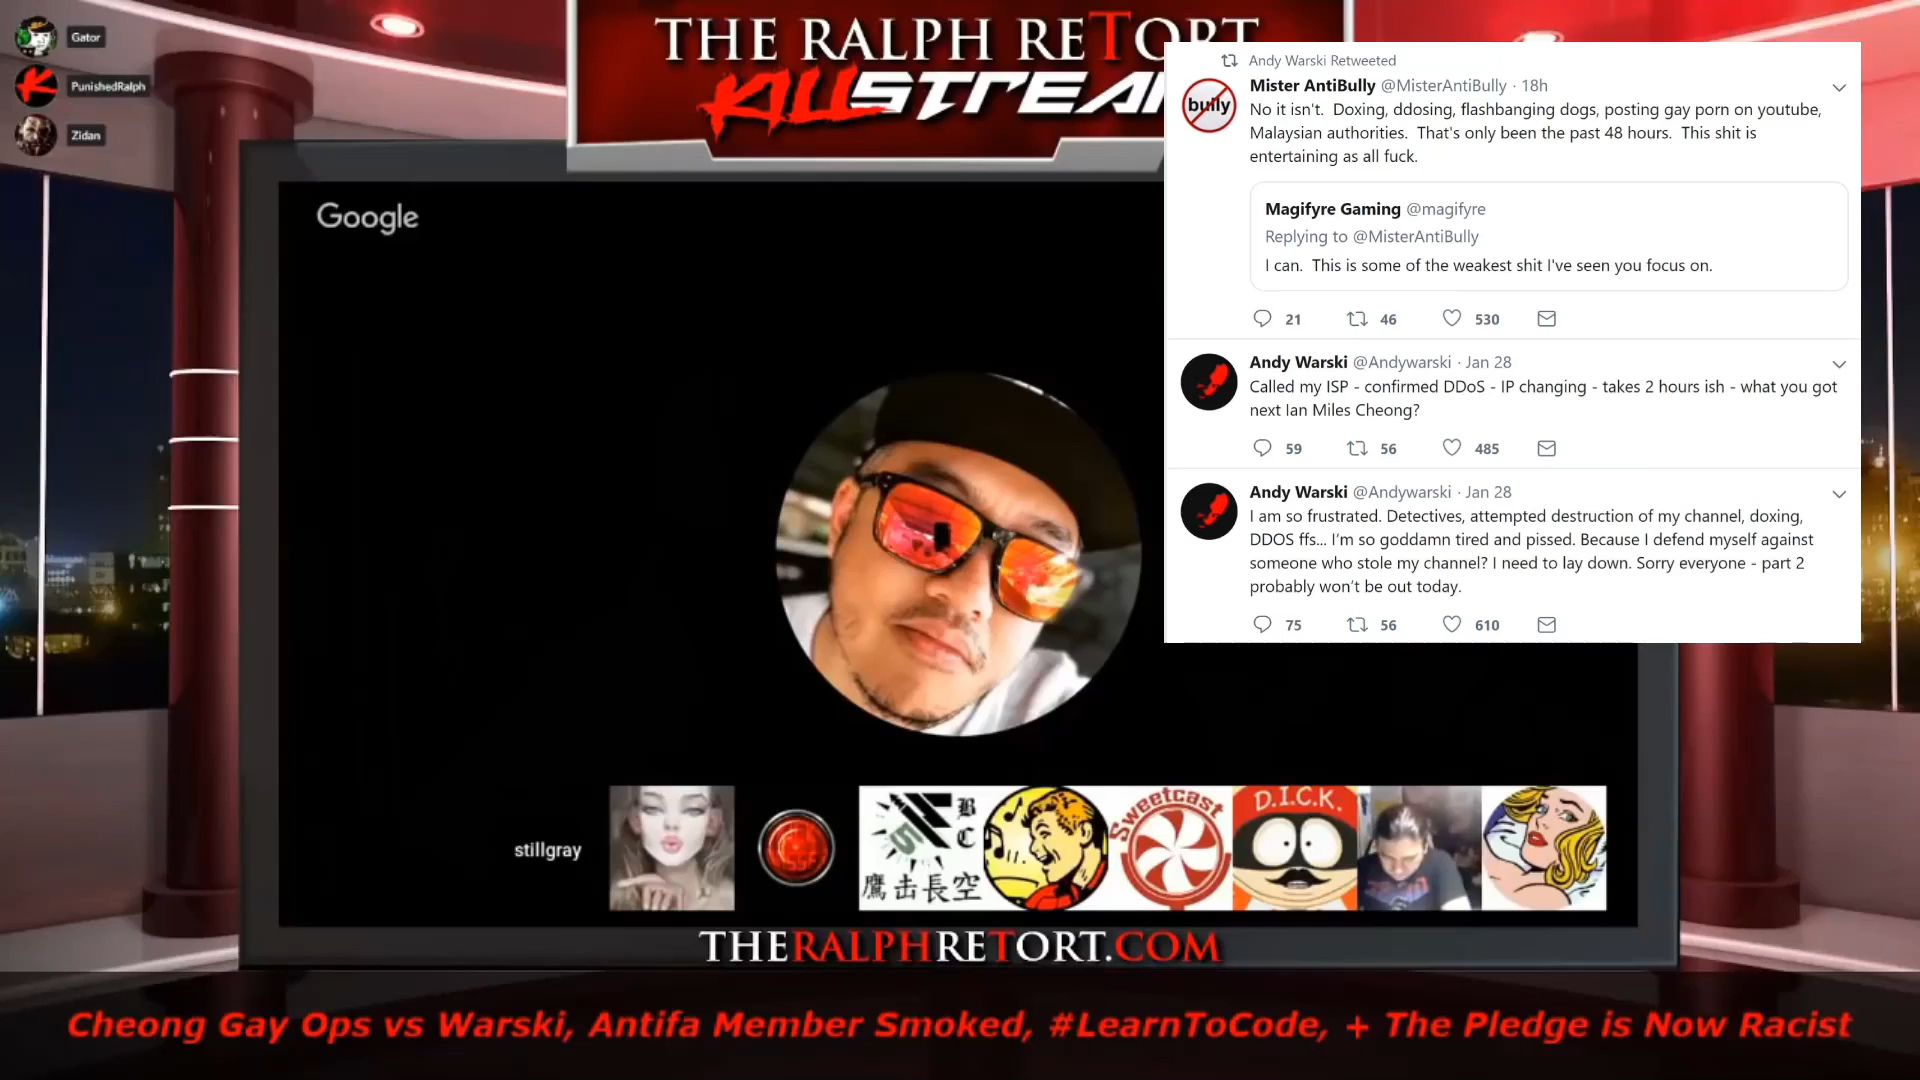 Gator
PunishedRalph
Zidan
THE RALPH RETORT
KILLSTREA
Google
Andy Warski Retweeted
Mister AntiBully @MisterAntiBully · 18h
bully
No it isn't. Doxing, ddosing, flashbanging dogs, posting gay porn on youtube,
Malaysian authorities. That's only been the past 48 hours. This shit is
entertaining as all fuck.
Magifyre Gaming @magifyre
Replying to @MisterAntiBully
I can. This is some of the weakest shit I've seen you focus on.
21 46 530
Andy Warski @Andywarski · Jan 28
Called my ISP - confirmed DDoS - IP changing - takes 2 hours ish - what you got
next Ian Miles Cheong?
59 56 485
Andy Warski @Andywarski · Jan 28
I am so frustrated. Detectives, attempted destruction of my channel, doxing,
DDOS ffs... I'm so goddamn tired and pissed. Because I defend myself against
someone who stole my channel? I need to lay down. Sorry everyone - part 2
probably won't be out today.
75 56 610
stillgray
BC
5
鷹击長空
Sweetcast
D.I.C.K.
THERALPHRETORT.COM
Cheong Gay Ops vs Warski, Antifa Member Smoked, #LearnToCode, + The Pledge is Now Racist